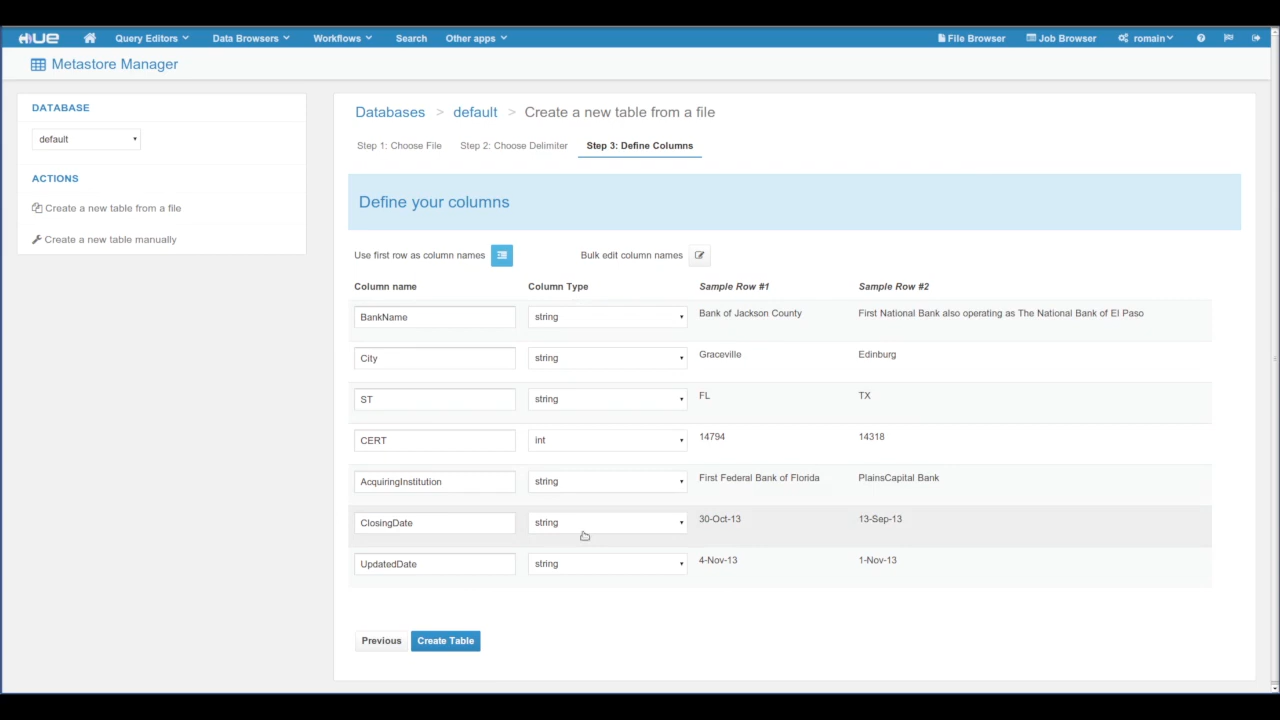 HUE Query Editors Data Browsers Workflows Search Other apps File Browser Job Browser romain
Metastore Manager
DATABASE
default
ACTIONS
Create a new table from a file
Create a new table manually
Databases > default > Create a new table from a file
Step 1: Choose File Step 2: Choose Delimiter Step 3: Define Columns
Define your columns
Use first row as column names Bulk edit column names
Column name Column Type Sample Row #1 Sample Row #2
BankName string Bank of Jackson County First National Bank also operating as The National Bank of El Paso
City string Graceville Edinburg
ST string FL TX
CERT int 14794 14318
AcquiringInstitution string First Federal Bank of Florida PlainsCapital Bank
ClosingDate string 30-Oct-13 13-Sep-13
UpdatedDate string 4-Nov-13 1-Nov-13
Previous Create Table